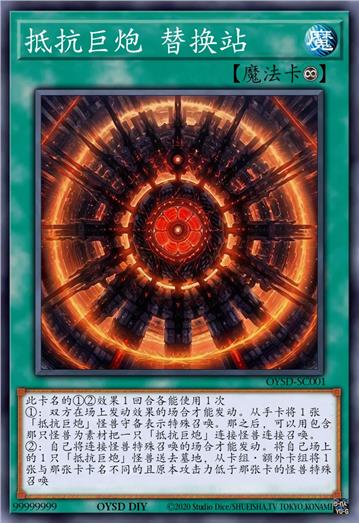 抵抗巨炮 替换站
魔
【魔法卡∞】
OYSD-SC001
此卡名的①②效果1回合各能使用1次
①：双方在场上发动效果的场合才能发动。从手卡将1张
「抵抗巨炮」怪兽守备表示特殊召唤。那之后，可以用包含
那只怪兽为素材把一只「抵抗巨炮」连接怪兽连接召唤。
②：自己将连接怪兽特殊召唤的场合才能发动。将自己场上
的1只「抵抗巨炮」怪兽送去墓地，从卡组·额外卡组将1
张与那张卡卡名不同的且原本攻击力低于那张卡的怪兽特殊
召唤
99999999
OYSD DIY
©2020 Studio Dice/SHUEISHA,TV TOKYO,KONAMI